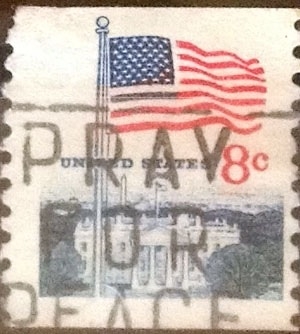 UNITED STATES 8c
PRAY
FOR
PEACE